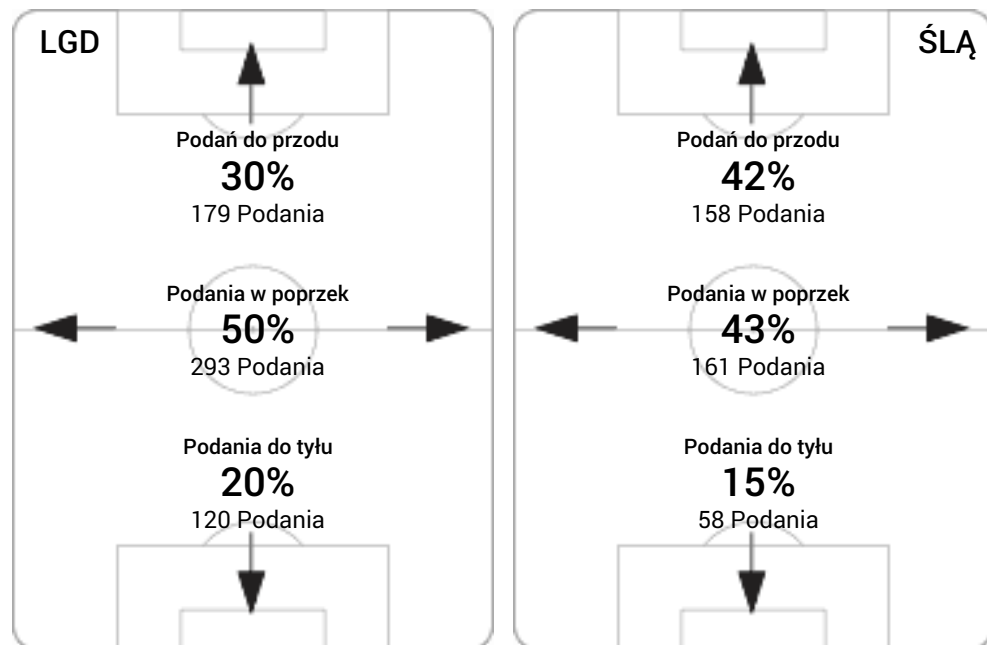 LGD
Podań do przodu
30%
179 Podania
Podania w poprzek
50%
293 Podania
Podania do tyłu
20%
120 Podania
ŚLĄ
Podań do przodu
42%
158 Podania
Podania w poprzek
43%
161 Podania
Podania do tyłu
15%
58 Podania